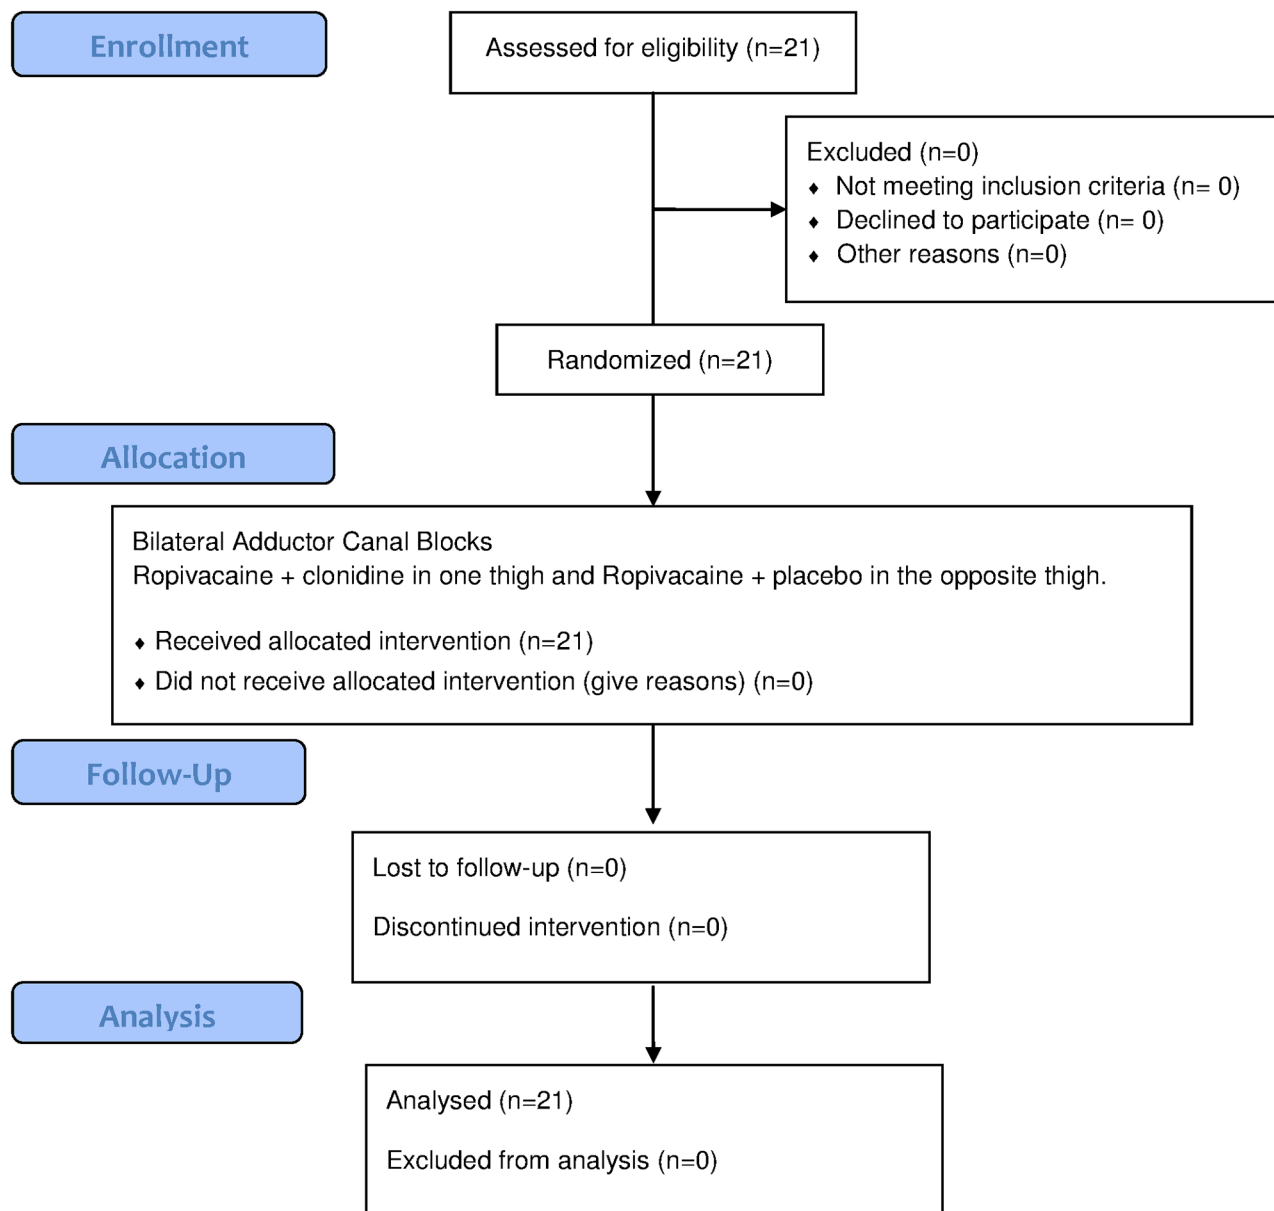 Enrollment
Assessed for eligibility (n=21)
Excluded (n=0)
♦ Not meeting inclusion criteria (n= 0)
♦ Declined to participate (n= 0)
♦ Other reasons (n=0)
Randomized (n=21)
Allocation
Bilateral Adductor Canal Blocks
Ropivacaine + clonidine in one thigh and Ropivacaine + placebo in the opposite thigh.
♦ Received allocated intervention (n=21)
♦ Did not receive allocated intervention (give reasons) (n=0)
Follow-Up
Lost to follow-up (n=0)
Discontinued intervention (n=0)
Analysis
Analysed (n=21)
Excluded from analysis (n=0)